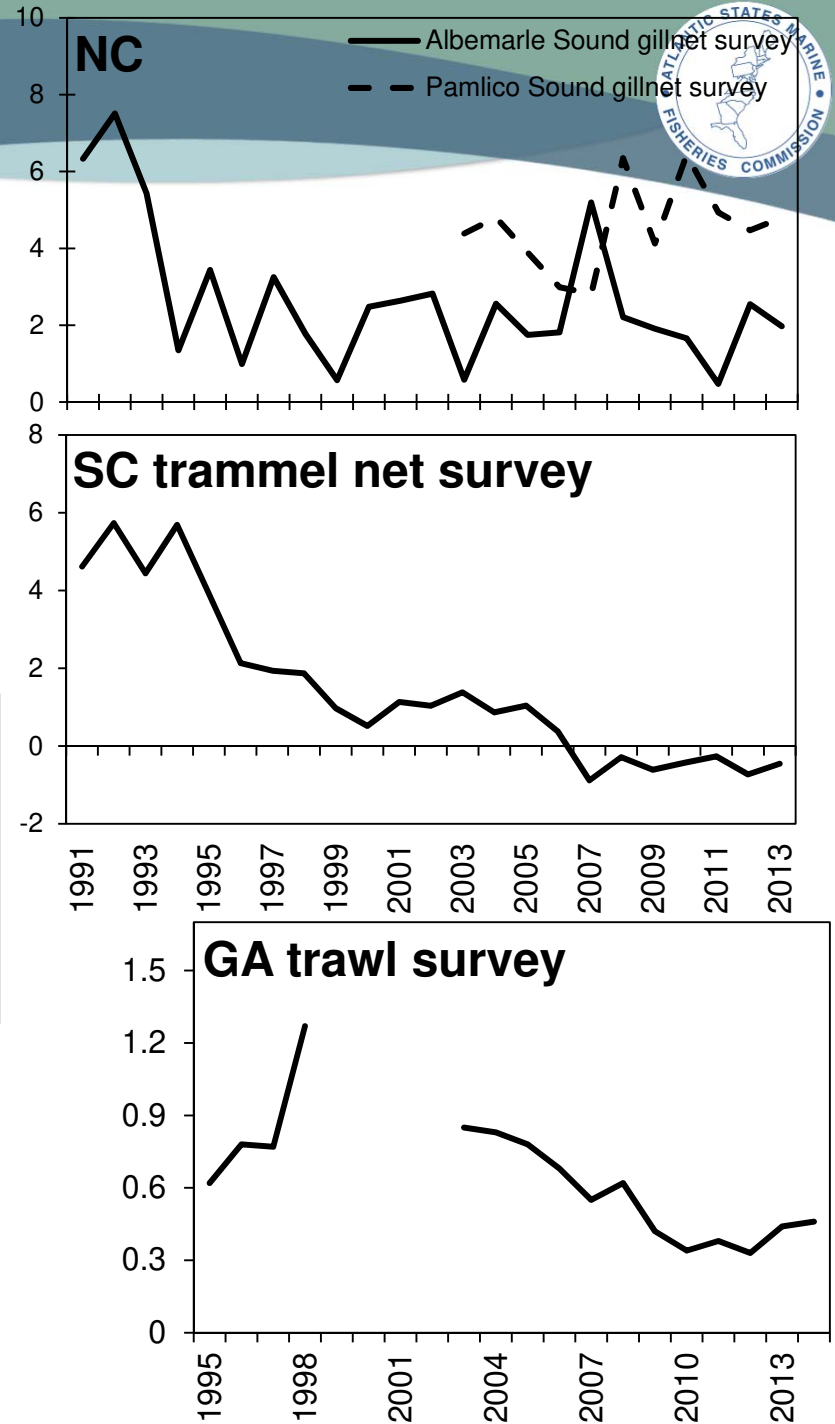 ATLANTIC STATES MARINE
FISHERIES COMMISSION
NC
Albemarle Sound gillnet survey
Pamlico Sound gillnet survey
10
8
6
4
2
0
SC trammel net survey
8
6
4
2
0
-2
1991 1993 1995 1997 1999 2001 2003 2005 2007 2009 2011 2013
GA trawl survey
1.5
1.2
0.9
0.6
0.3
0
1995 1998 2001 2004 2007 2010 2013